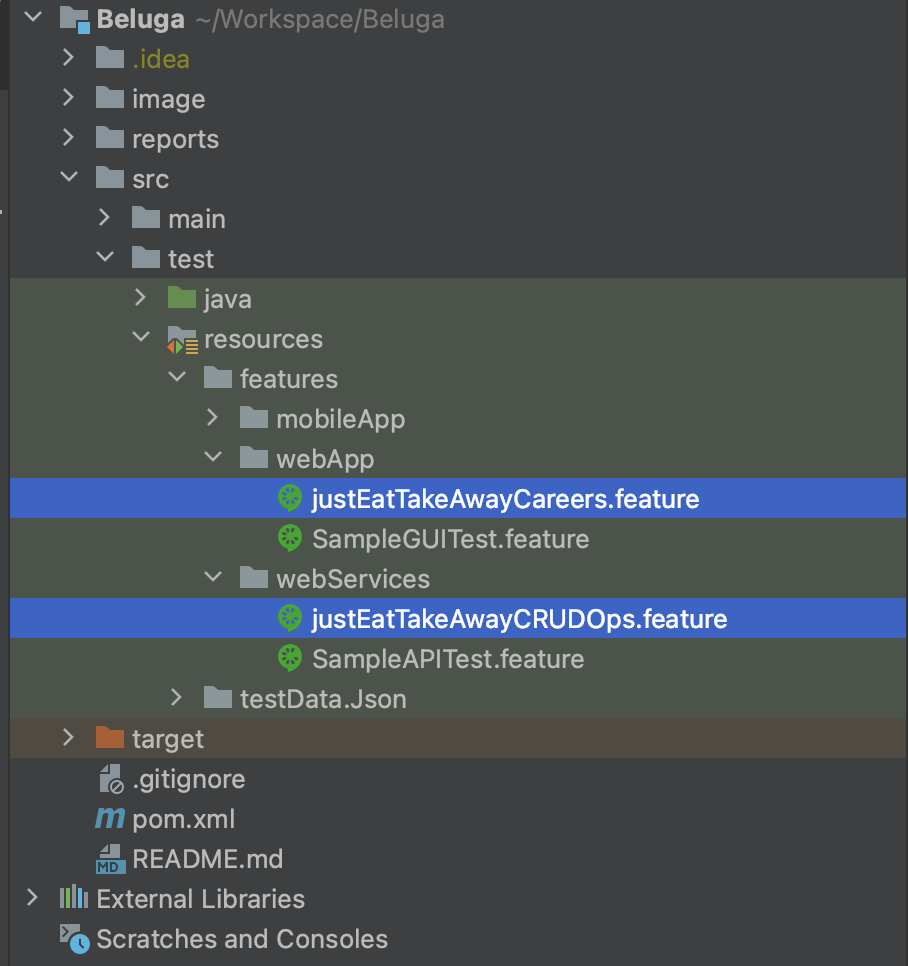 Beluga ~/Workspace/Beluga
.idea
image
reports
src
main
test
java
resources
features
mobileApp
webApp
justEatTakeAwayCareers.feature
SampleGUITest.feature
webServices
justEatTakeAwayCRUDOps.feature
SampleAPITest.feature
testData.Json
target
.gitignore
m pom.xml
MD README.md
External Libraries
Scratches and Consoles